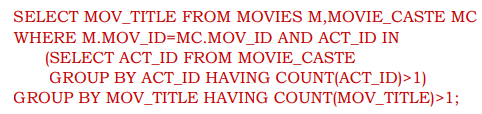 SELECT MOV_TITLE FROM MOVIES M,MOVIE_CASTE MC
WHERE M.MOV_ID=MC.MOV_ID AND ACT_ID IN
(SELECT ACT_ID FROM MOVIE_CASTE
GROUP BY ACT_ID HAVING COUNT(ACT_ID)>1)
GROUP BY MOV_TITLE HAVING COUNT(MOV_TITLE)>1;